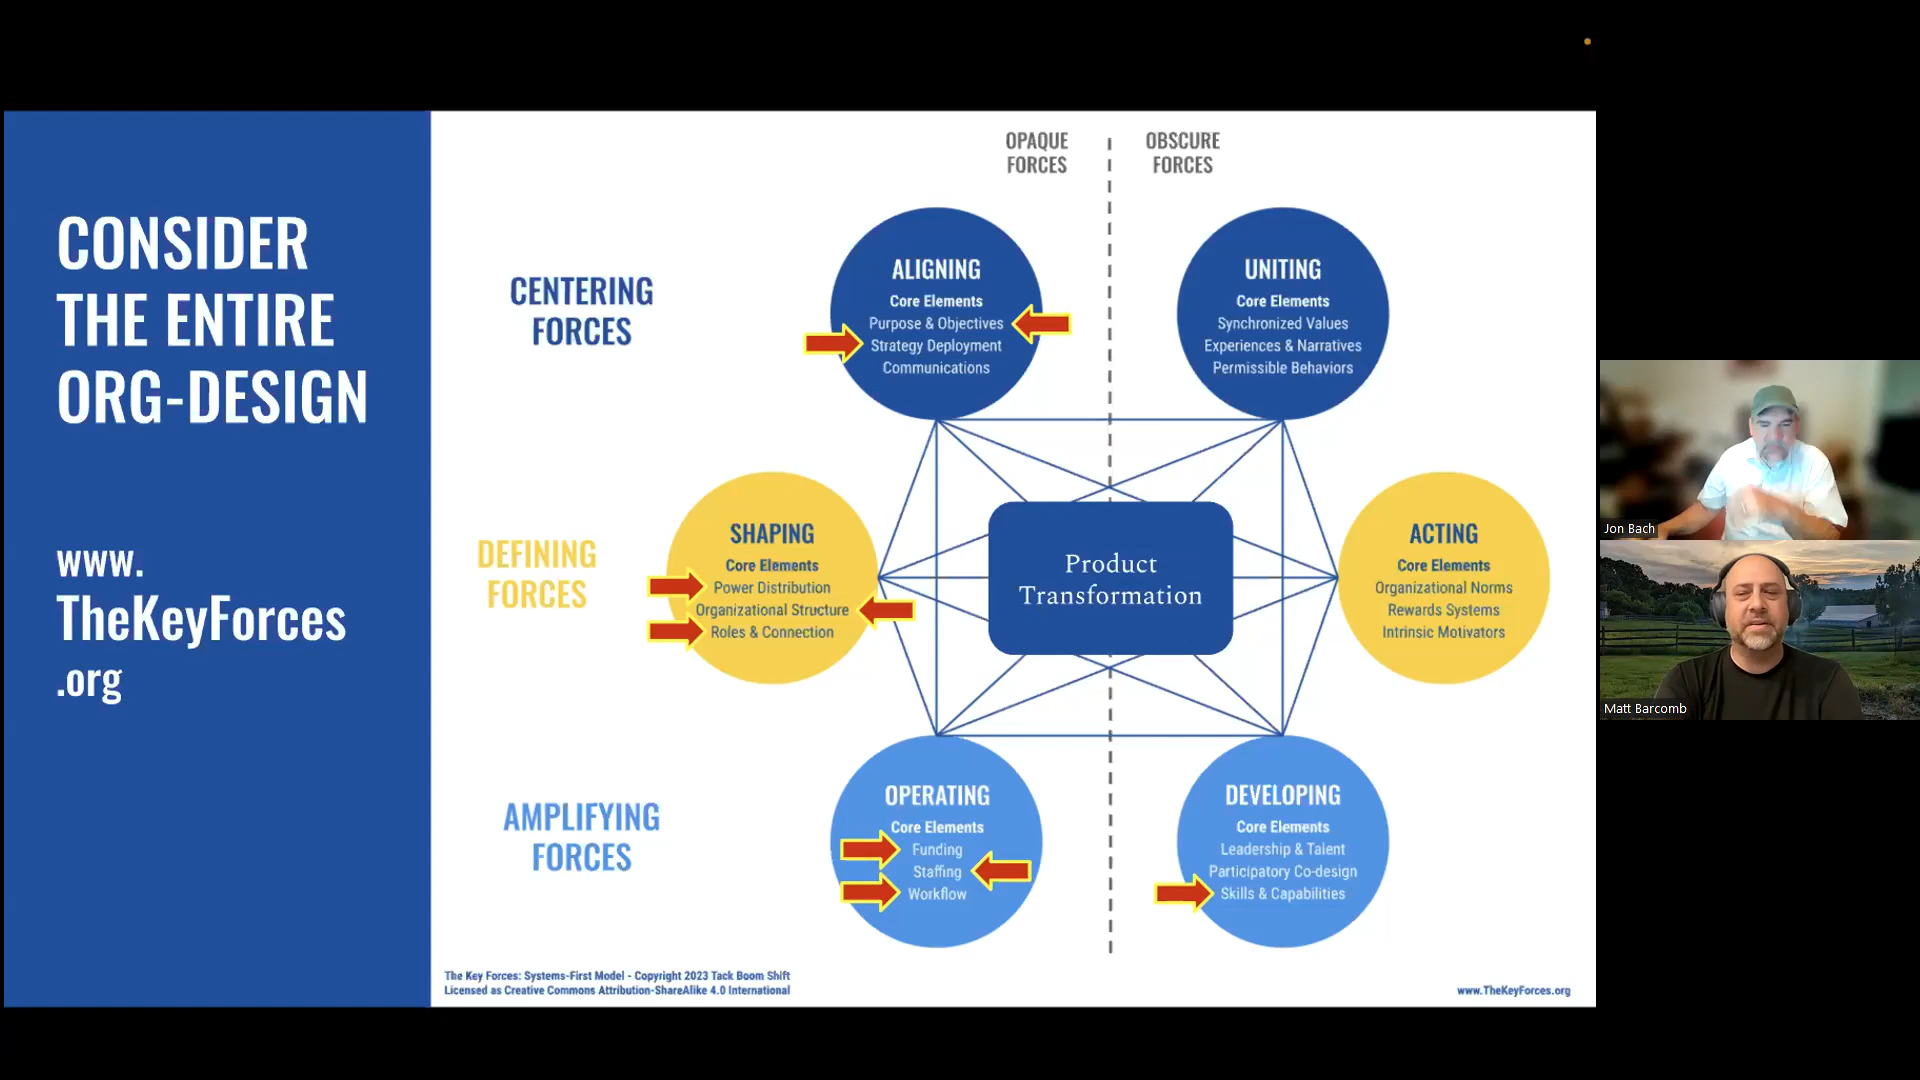 CONSIDER
THE ENTIRE
ORG-DESIGN
www.
TheKeyForces
.org
OPAQUE
FORCES
OBSCURE
FORCES
CENTERING
FORCES
ALIGNING
Core Elements
Purpose & Objectives
Strategy Deployment
Communications
UNITING
Core Elements
Synchronized Values
Experiences & Narratives
Permissible Behaviors
DEFINING
FORCES
SHAPING
Core Elements
Power Distribution
Organizational Structure
Roles & Connection
Product
Transformation
ACTING
Core Elements
Organizational Norms
Rewards Systems
Intrinsic Motivators
AMPLIFYING
FORCES
OPERATING
Core Elements
Funding
Staffing
Workflow
DEVELOPING
Core Elements
Leadership & Talent
Participatory Co-design
Skills & Capabilities
The Key Forces: Systems-First Model - Copyright 2023 Tack Boom Shift
Licensed as Creative Commons Attribution-ShareAlike 4.0 International
www.TheKeyForces.org
Jon Bach
Matt Barcomb